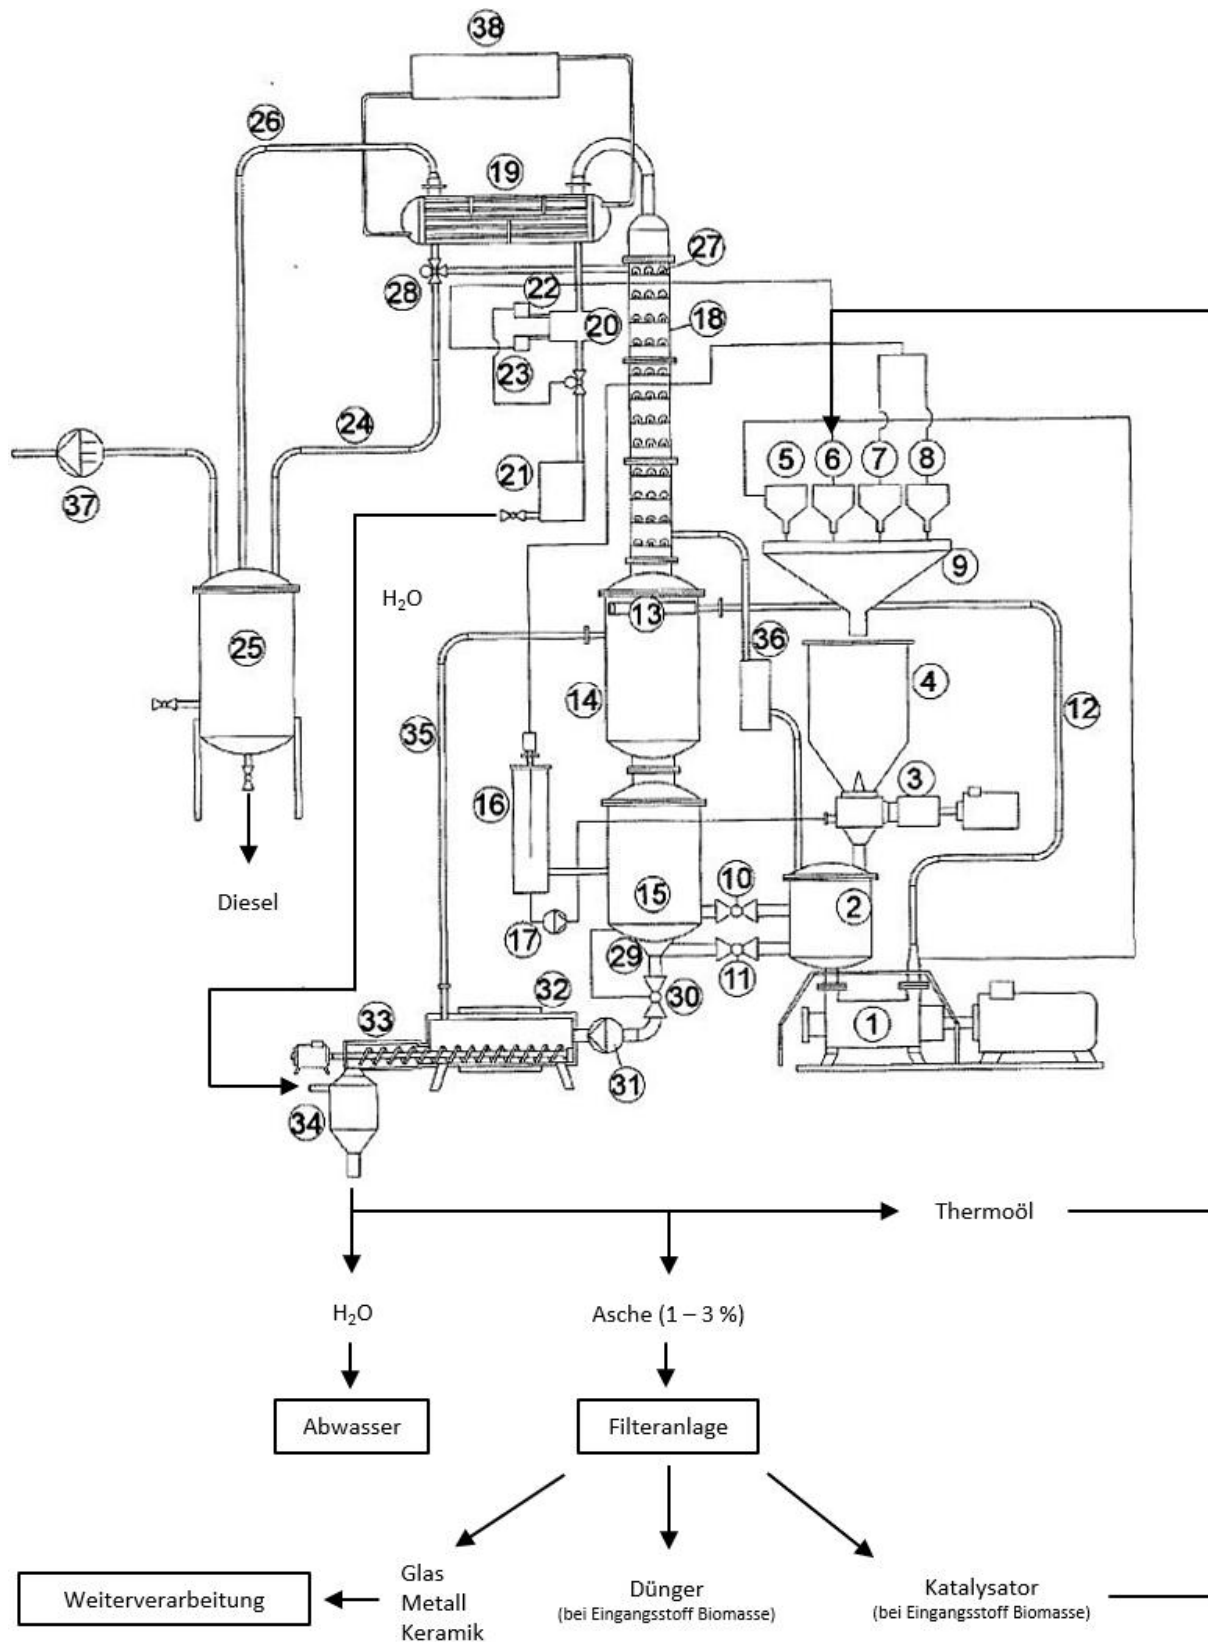 38
26
19
27
28
22
20
18
23
24
21
37
5
6
7
8
9
H₂O
13
25
36
4
14
12
35
3
16
10
15
2
17
29
11
Diesel
32
30
33
1
31
34
Thermoöl
H₂O
Asche (1 – 3 %)
Abwasser
Filteranlage
Weiterverarbeitung
Glas
Metall
Keramik
Dünger
(bei Eingangsstoff Biomasse)
Katalysator
(bei Eingangsstoff Biomasse)